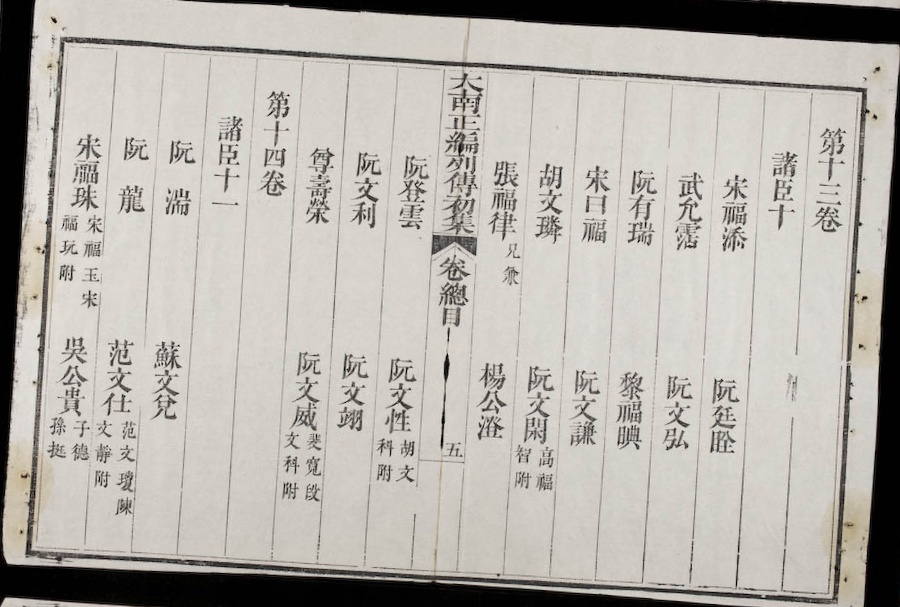 第十三卷
諸臣十
宋福添 阮廷䀴
武允霑 阮文弘
阮有瑞 黎福晪
宋曰福 阮文謙
胡文璘 阮文閑 高福智附
張福律 兄兼 楊公澄
大南正編列傳初集 卷總目 五
阮登雲 阮文性 胡文科附
阮文利 阮文翊
尊壽榮 阮文威 裴寬段文科附
第十四卷
諸臣十一
阮湍 蘇文兌
阮龍 范文仕 范文瓊陳文靜附
宋福珠 宋福玉宋福玩附 吳公貴 子德孫挺